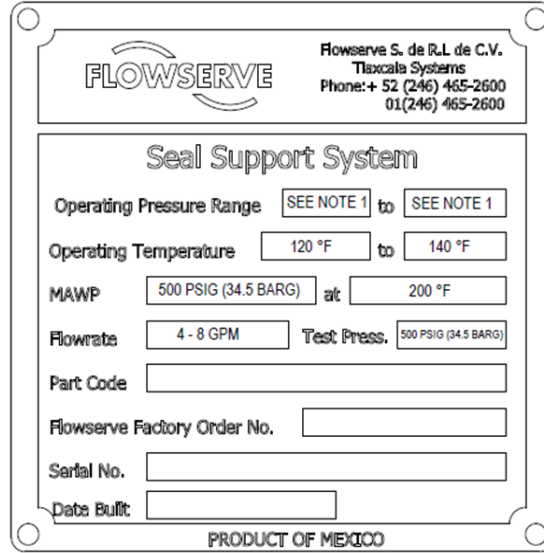 FLOWSERVE
Flowserve S. de R.L de C.V.
Tlaxcala Systems
Phone:+ 52 (246) 465-2600
01(246) 465-2600
Seal Support System
Operating Pressure Range SEE NOTE 1 to SEE NOTE 1
Operating Temperature 120 °F to 140 °F
MAWP 500 PSIG (34.5 BARG) at 200 °F
Flowrate 4 - 8 GPM Test Press. 500 PSIG (34.5 BARG)
Part Code
Flowserve Factory Order No.
Serial No.
Date Built
PRODUCT OF MEXICO